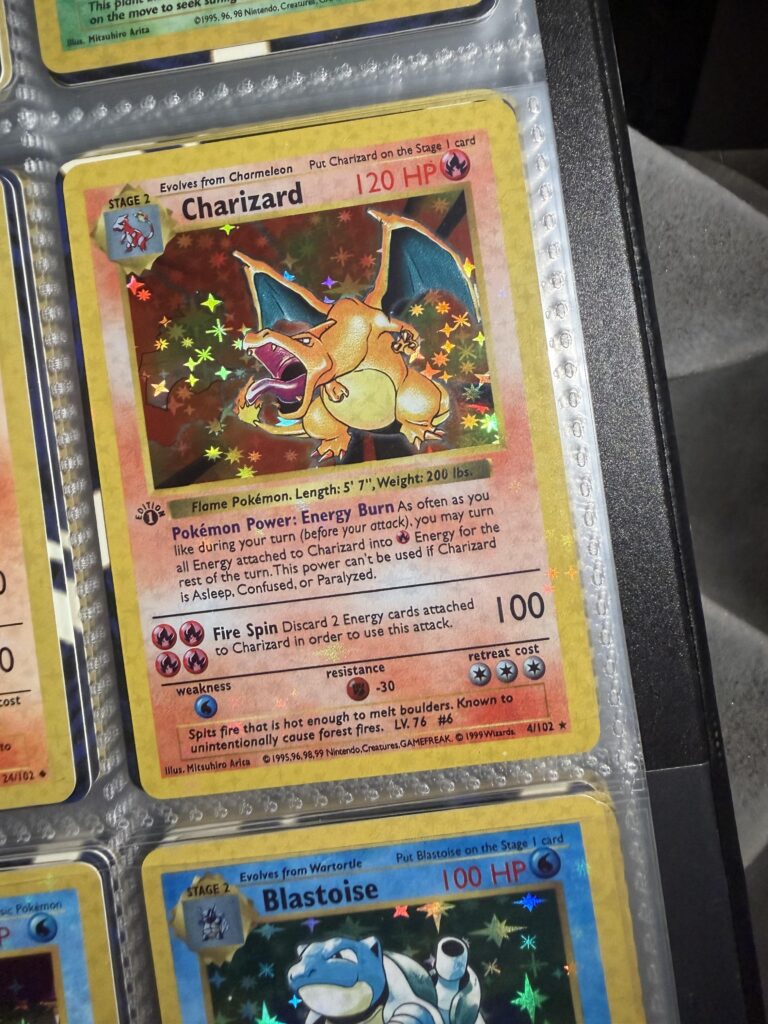 This plant
on the move to seek
Illus. Mitsuhiro Arita ©1995, 96, 98 Nintendo, Creatures,
Evolves from Charmeleon Put Charizard on the Stage 1 card
STAGE 2 Charizard 120 HP
Flame Pokémon. Length: 5' 7", Weight: 200 lbs.
EDITION
1
Pokémon Power: Energy Burn As often as you
like during your turn (before your attack), you may turn
all Energy attached to Charizard into Energy for the
rest of the turn. This power can't be used if Charizard
is Asleep, Confused, or Paralyzed.
Fire Spin Discard 2 Energy cards attached
to Charizard in order to use this attack.
100
weakness resistance retreat cost
-30
Spits fire that is hot enough to melt boulders. Known to
unintentionally cause forest fires. LV. 76 #6
Illus. Mitsuhiro Arita ©1995, 96, 98, 99 Nintendo, Creatures, GAMEFREAK. ©1999 Wizards. 4/102 ★
0
0
cost
to
24/102 ◆
Evolves from Wartortle Put Blastoise on the Stage 1 card
STAGE 2 Blastoise 100 HP
Pokémon
P